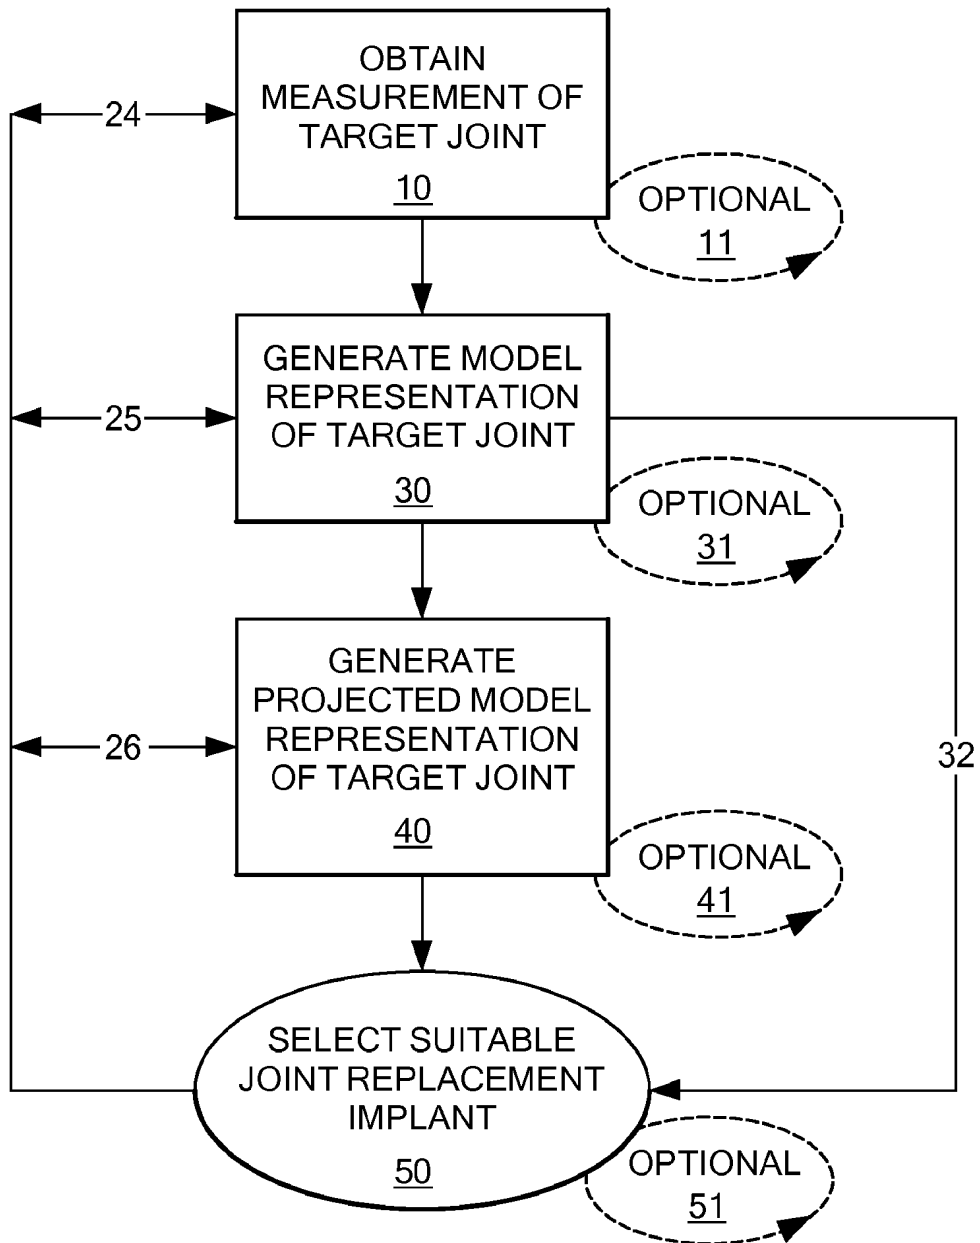 OBTAIN
MEASUREMENT OF
TARGET JOINT
10
24
OPTIONAL
11
GENERATE MODEL
REPRESENTATION
OF TARGET JOINT
30
25
OPTIONAL
31
GENERATE
PROJECTED MODEL
REPRESENTATION
OF TARGET JOINT
40
26
32
OPTIONAL
41
SELECT SUITABLE
JOINT REPLACEMENT
IMPLANT
50
OPTIONAL
51